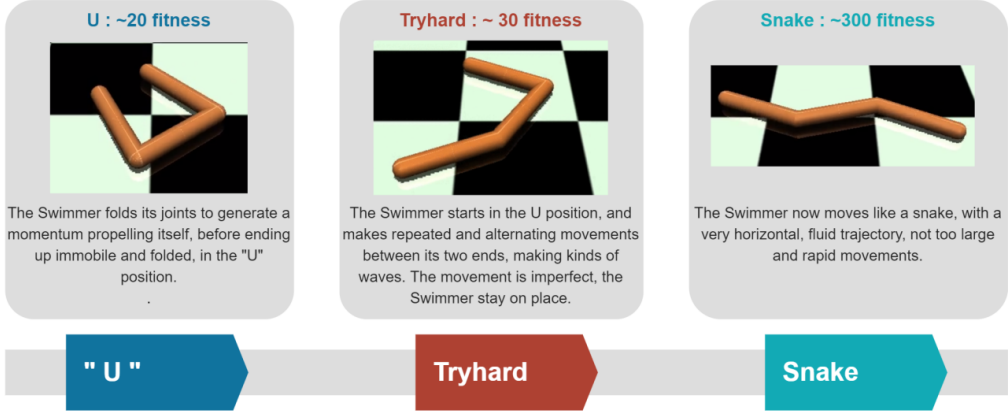 U : ~20 fitness
The Swimmer folds its joints to generate a
momentum propelling itself, before ending
up immobile and folded, in the "U"
position.
.
Tryhard : ~ 30 fitness
The Swimmer starts in the U position, and
makes repeated and alternating movements
between its two ends, making kinds of
waves. The movement is imperfect, the
Swimmer stay on place.
Snake : ~300 fitness
The Swimmer now moves like a snake, with a
very horizontal, fluid trajectory, not too large
and rapid movements.
" U "
Tryhard
Snake